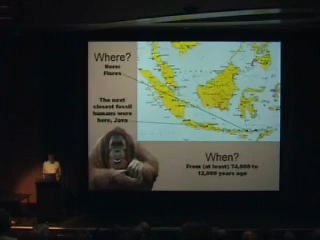 Where?
Here:
Flores
The next
closest fossil
humans were
here, Java
When?
From (at least) 74,000 to
12,000 years ago